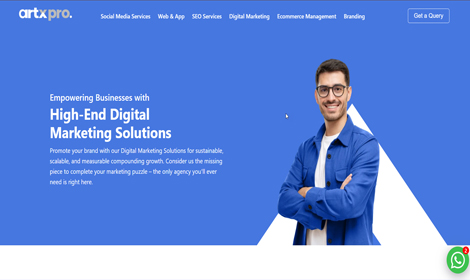 artxpro.
Social Media Services Web & App SEO Services Digital Marketing Ecommerce Management Branding
Get a Query
Empowering Businesses with
High-End Digital
Marketing Solutions
Promote your brand with our Digital Marketing Solutions for sustainable,
scalable, and measurable compounding growth. Consider us the missing
piece to complete your marketing puzzle – the only agency you'll ever
need is right here.
2